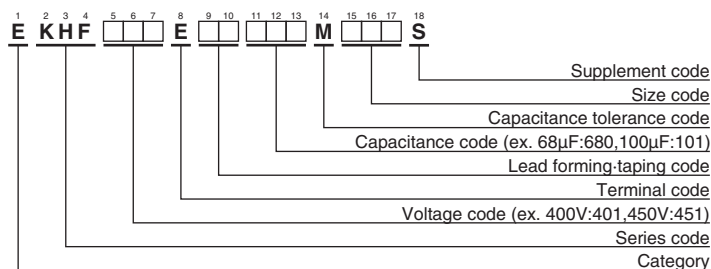 1 2 3 4 5 6 7 8 9 10 11 12 13 14 15 16 17 18
E KHF E M S
Supplement code
Size code
Capacitance tolerance code
Capacitance code (ex. 68μF:680,100μF:101)
Lead forming·taping code
Terminal code
Voltage code (ex. 400V:401,450V:451)
Series code
Category